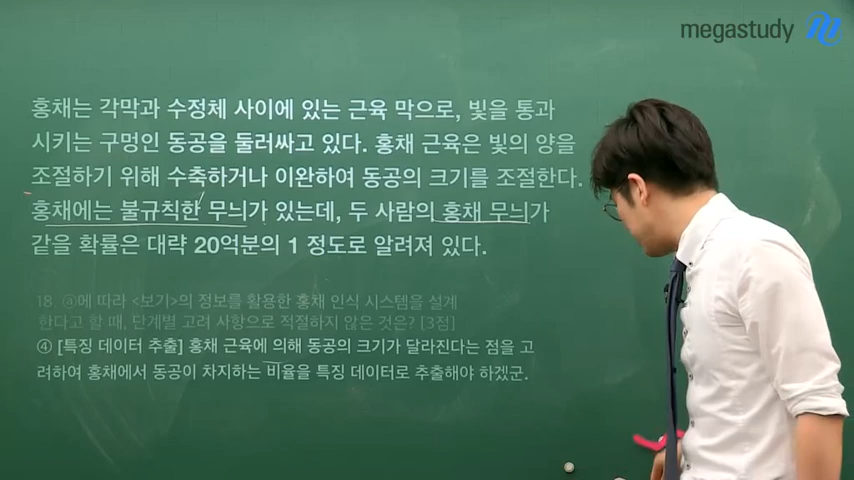 megastudy
홍채는 각막과 수정체 사이에 있는 근육 막으로, 빛을 통과
시키는 구멍인 동공을 둘러싸고 있다. 홍채 근육은 빛의 양을
조절하기 위해 수축하거나 이완하여 동공의 크기를 조절한다.
홍채에는 불규칙한 무늬가 있는데, 두 사람의 홍채 무늬가
같을 확률은 대략 20억분의 1 정도로 알려져 있다.
18. ⓐ에 따라 <보기>의 정보를 활용한 홍채 인식 시스템을 설계
한다고 할 때, 단계별 고려 사항으로 적절하지 않은 것은? [3점]
④ [특징 데이터 추출] 홍채 근육에 의해 동공의 크기가 달라진다는 점을 고
려하여 홍채에서 동공이 차지하는 비율을 특징 데이터로 추출해야 하겠군.